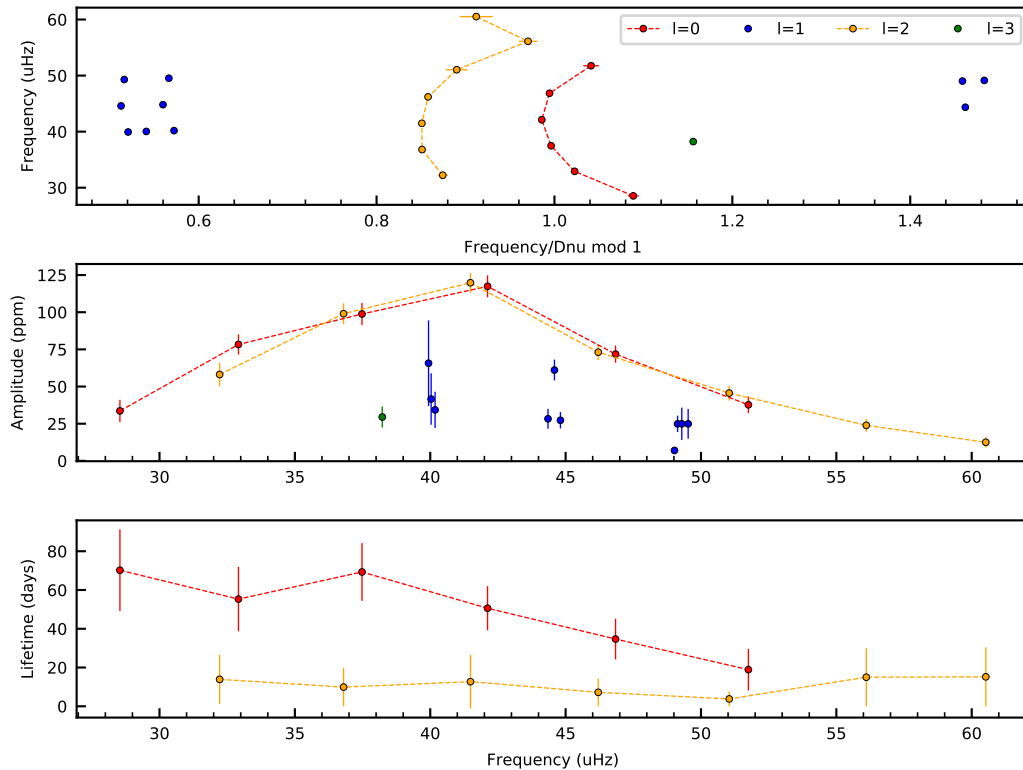 60
50
40
30
Frequency (uHz)
l=0 l=1 l=2 l=3
0.6 0.8 1.0 1.2 1.4
Frequency/Dnu mod 1
125
100
75
50
25
0
Amplitude (ppm)
30 35 40 45 50 55 60
80
60
40
20
0
Lifetime (days)
30 35 40 45 50 55 60
Frequency (uHz)